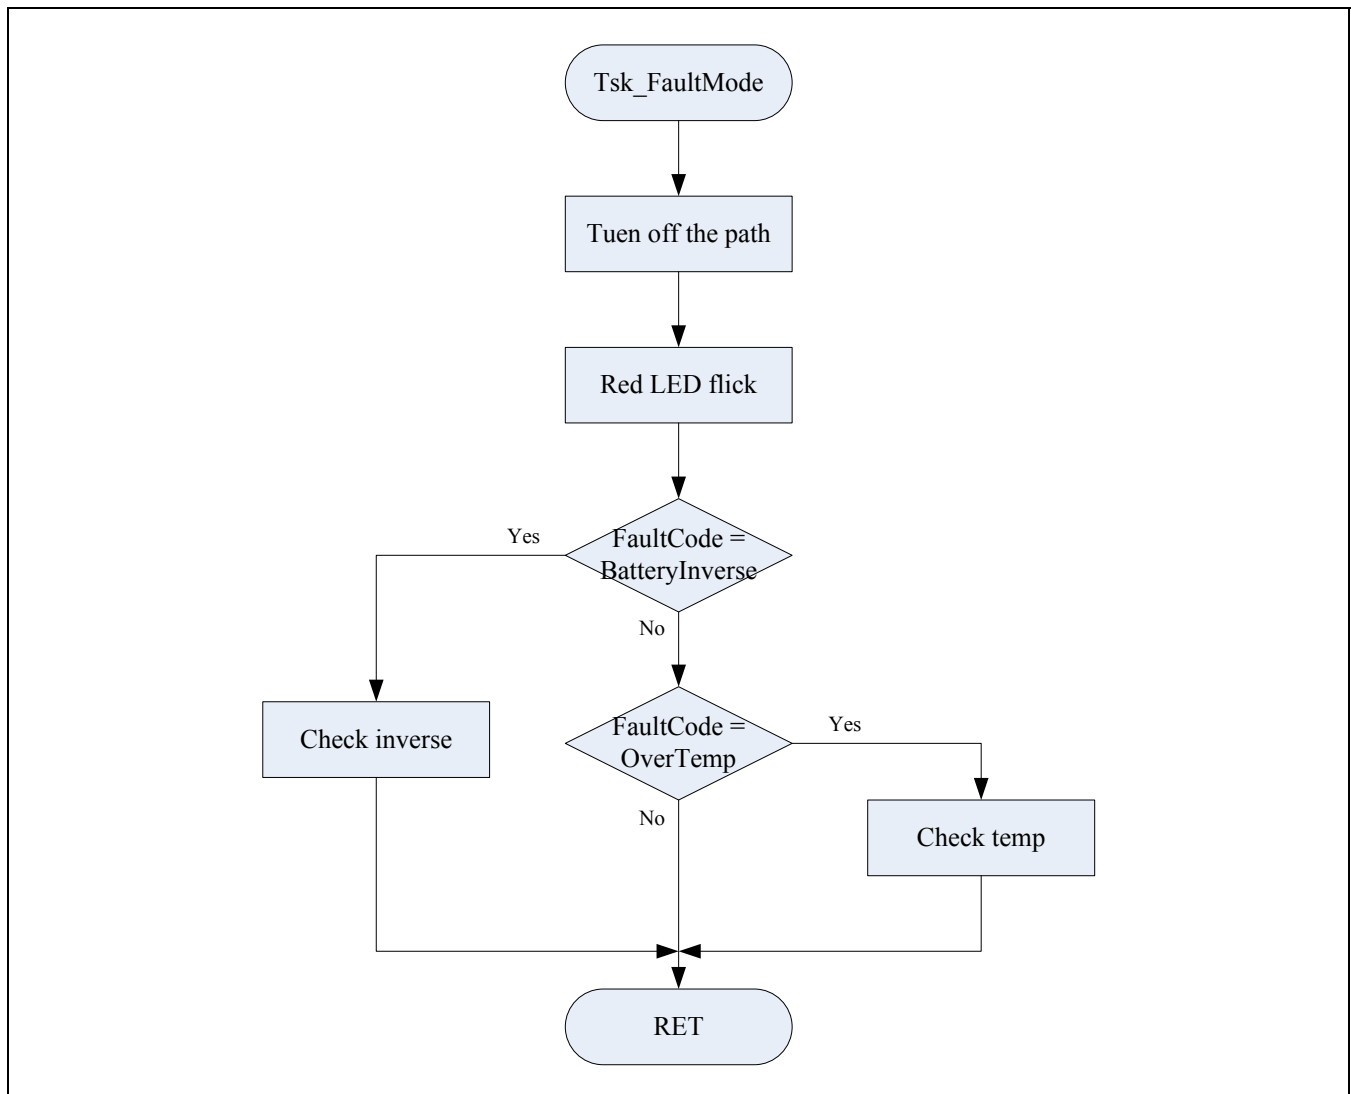 Tsk_FaultMode
Tuen off the path
Red LED flick
FaultCode =
BatteryInverse
Yes
No
FaultCode =
OverTemp
Yes
No
Check inverse
Check temp
RET